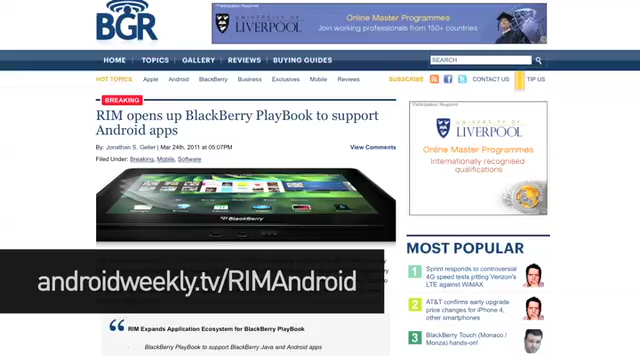 BGR
UNIVERSITY OF
LIVERPOOL
Online Master Programmes
Join working professionals from 150+ countries
HOME TOPICS GALLERY REVIEWS BUYING GUIDES SEARCH
HOT TOPICS Apple Android BlackBerry Business Exclusives Mobile Reviews SUBSCRIBE CONTACT US TIP US
BREAKING
RIM opens up BlackBerry PlayBook to support
Android apps
By: Jonathan S. Geller | Mar 24th, 2011 at 05:07PM View Comments
Filed Under: Breaking, Mobile, Software
BlackBerry
UNIVERSITY OF
LIVERPOOL
Online Master Programmes
Internationally recognised
qualifications
MOST POPULAR
1 Sprint responds to controversial
4G speed tests pitting Verizon's
LTE against WiMAX
2 AT&T confirms early upgrade
price changes for iPhone 4,
other smartphones
3 BlackBerry Touch (Monaco /
Monza) hands-on!
androidweekly.tv/RIMAndroid
RIM Expands Application Ecosystem for BlackBerry PlayBook
BlackBerry PlayBook to support BlackBerry Java and Android apps